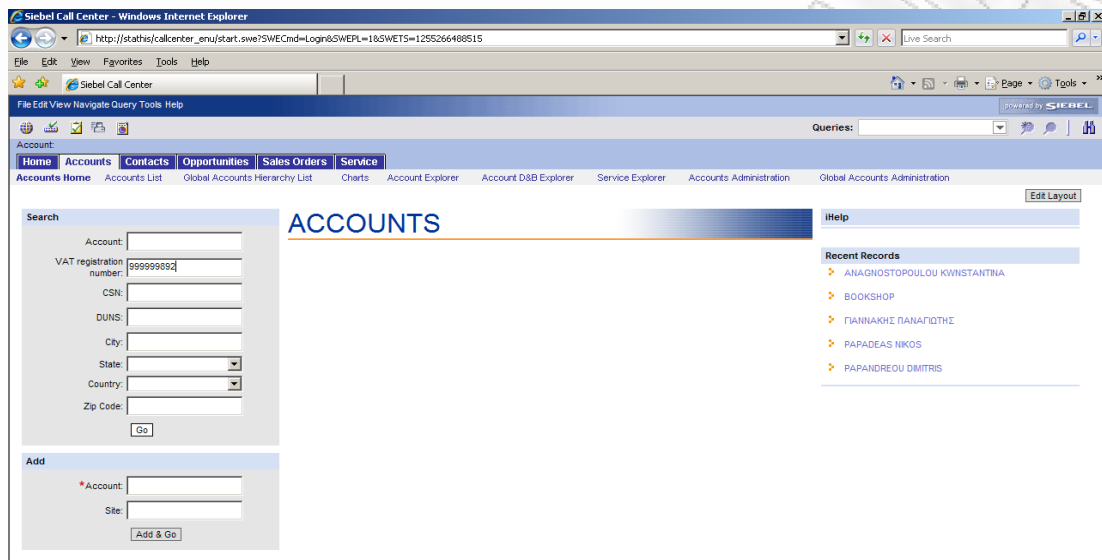 Siebel Call Center - Windows Internet Explorer
http://stathis/callcenter_enu/start.swe?SWECmd=Login&SWEPL=1&SWETS=1255266488515
Live Search
File Edit View Favorites Tools Help
Siebel Call Center
Page Tools
File Edit View Navigate Query Tools Help
powered by SIEBEL.
Queries:
Account:
Home Accounts Contacts Opportunities Sales Orders Service
Accounts Home Accounts List Global Accounts Hierarchy List Charts Account Explorer Account D&B Explorer Service Explorer Accounts Administration Global Accounts Administration
Edit Layout
Search
Account:
VAT registration
number:
999999892
CSN:
DUNS:
City:
State:
Country:
Zip Code:
Go
Add
*Account:
Site:
Add & Go
ACCOUNTS
iHelp
Recent Records
ANAGNOSTOPOULOU KWNSTANTINA
BOOKSHOP
ΓΙΑΝΝΑΚΗΣ ΠΑΝΑΓΙΩΤΗΣ
PAPADEAS NIKOS
PAPANDREOU DIMITRIS